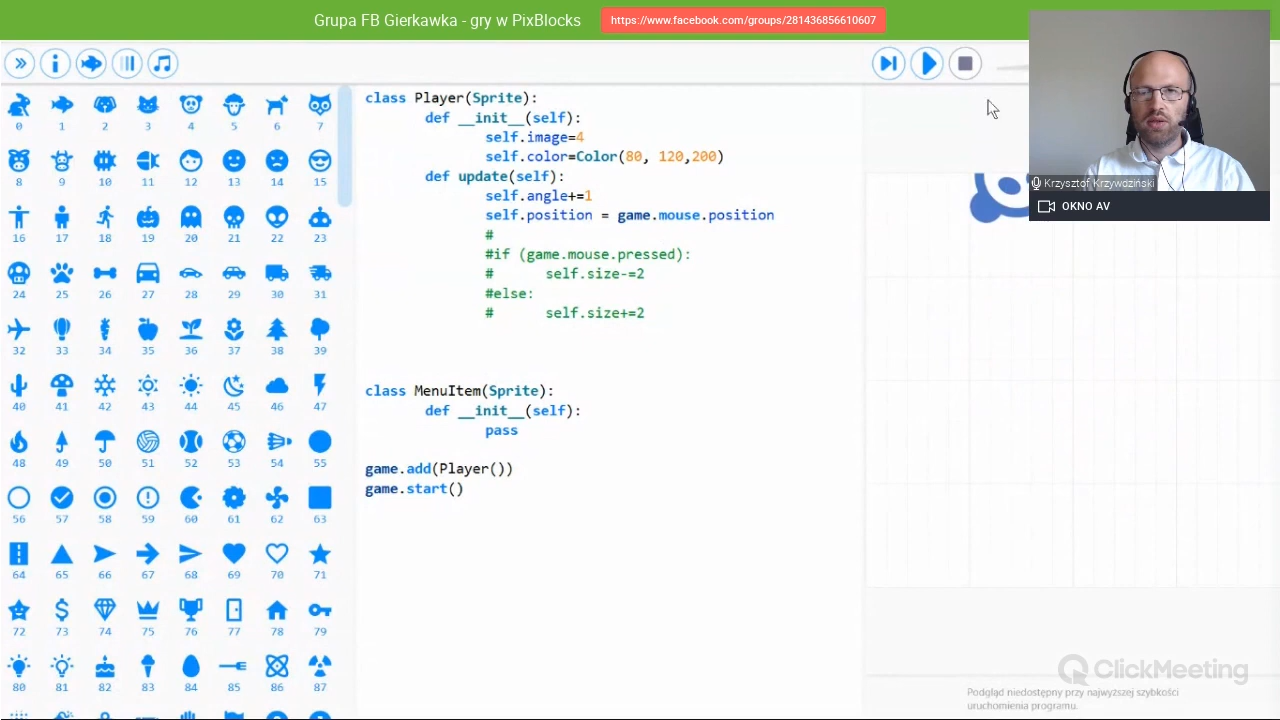 Grupa FB Gierkawka - gry w PixBlocks
https://www.facebook.com/groups/281436856610607
Krzysztof Krzywdziński
OKNO AV
0 1 2 3 4 5 6 7
8 9 10 11 12 13 14 15
16 17 18 19 20 21 22 23
24 25 26 27 28 29 30 31
32 33 34 35 36 37 38 39
40 41 42 43 44 45 46 47
48 49 50 51 52 53 54 55
56 57 58 59 60 61 62 63
64 65 66 67 68 69 70 71
72 73 74 75 76 77 78 79
80 81 82 83 84 85 86 87
class Player(Sprite):
def __init__(self):
self.image=4
self.color=Color(80, 120,200)
def update(self):
self.angle+=1
self.position = game.mouse.position
#
#if (game.mouse.pressed):
# self.size-=2
#else:
# self.size+=2
class MenuItem(Sprite):
def __init__(self):
pass
game.add(Player())
game.start()
ClickMeeting
Podgląd niedostępny przy najwyższej szybkości
uruchomienia programu.